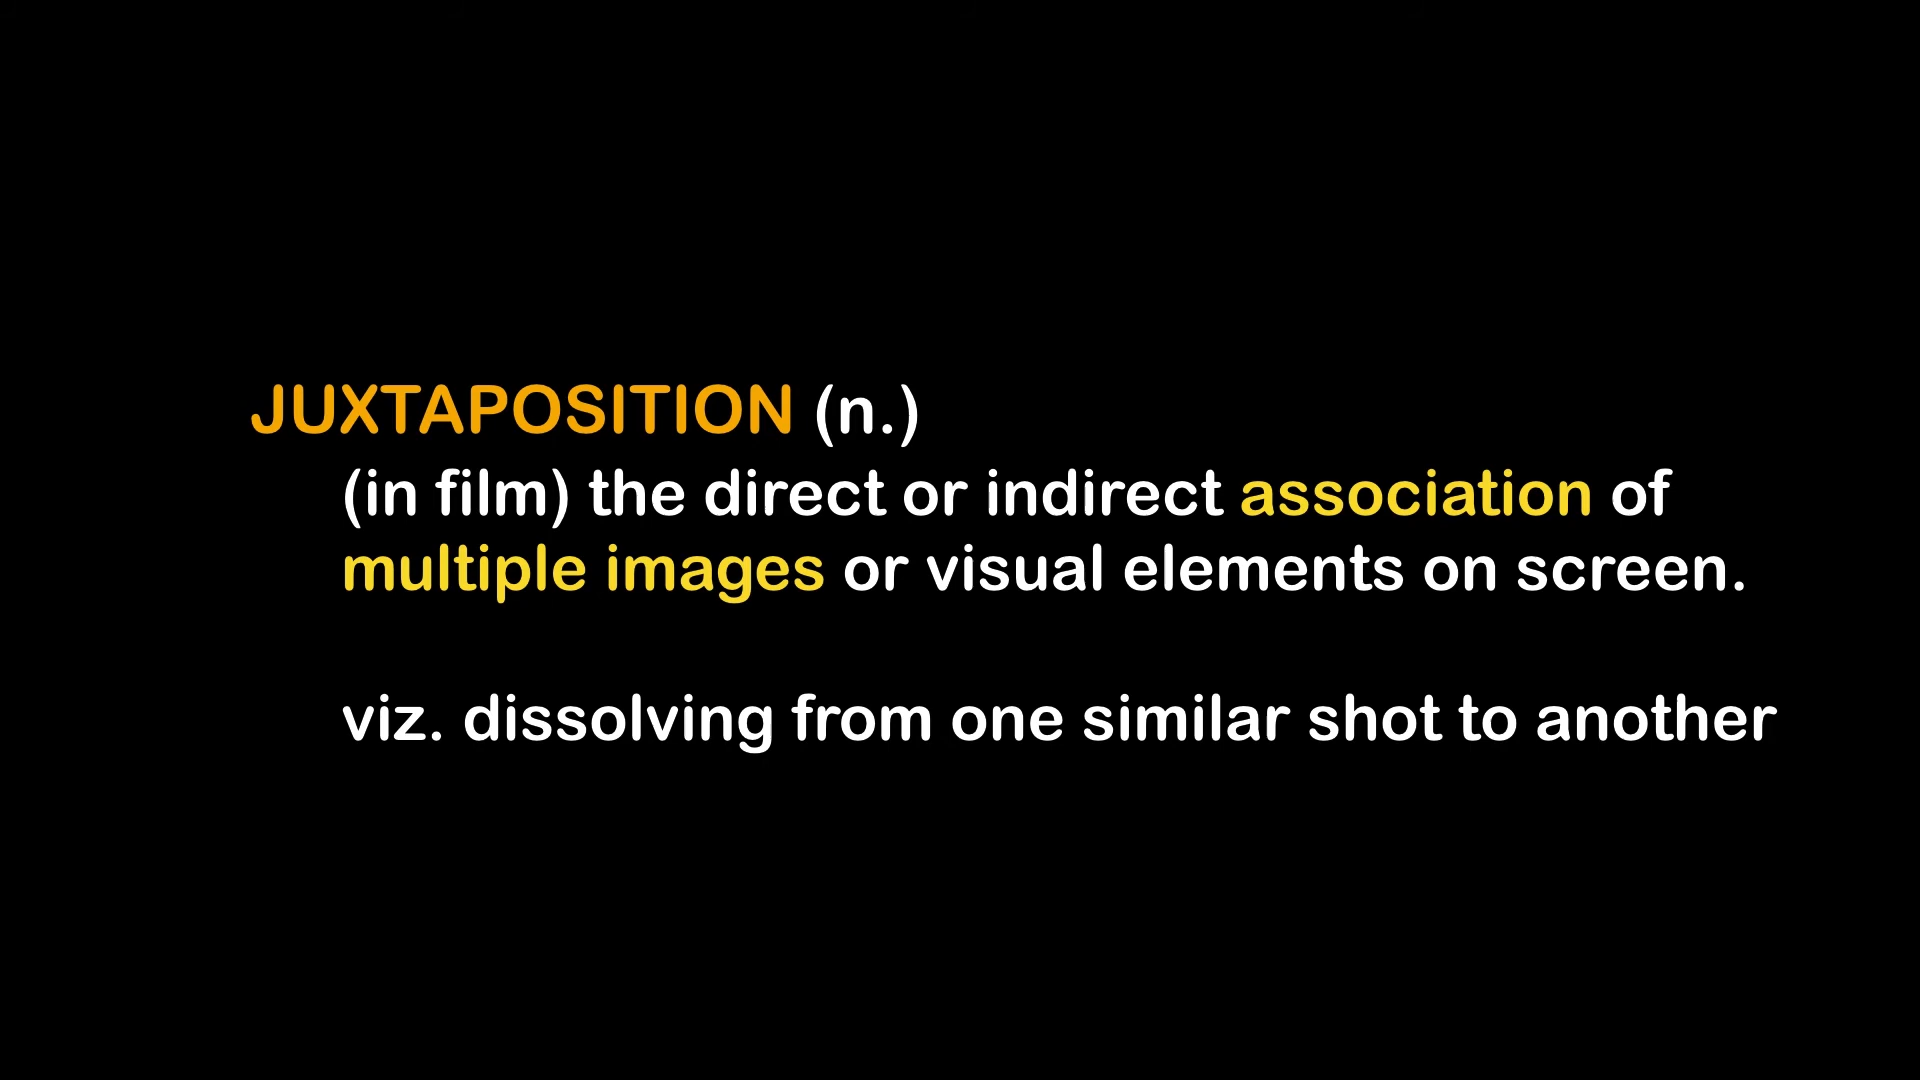 JUXTAPOSITION (n.)
(in film) the direct or indirect association of
multiple images or visual elements on screen.
viz. dissolving from one similar shot to another